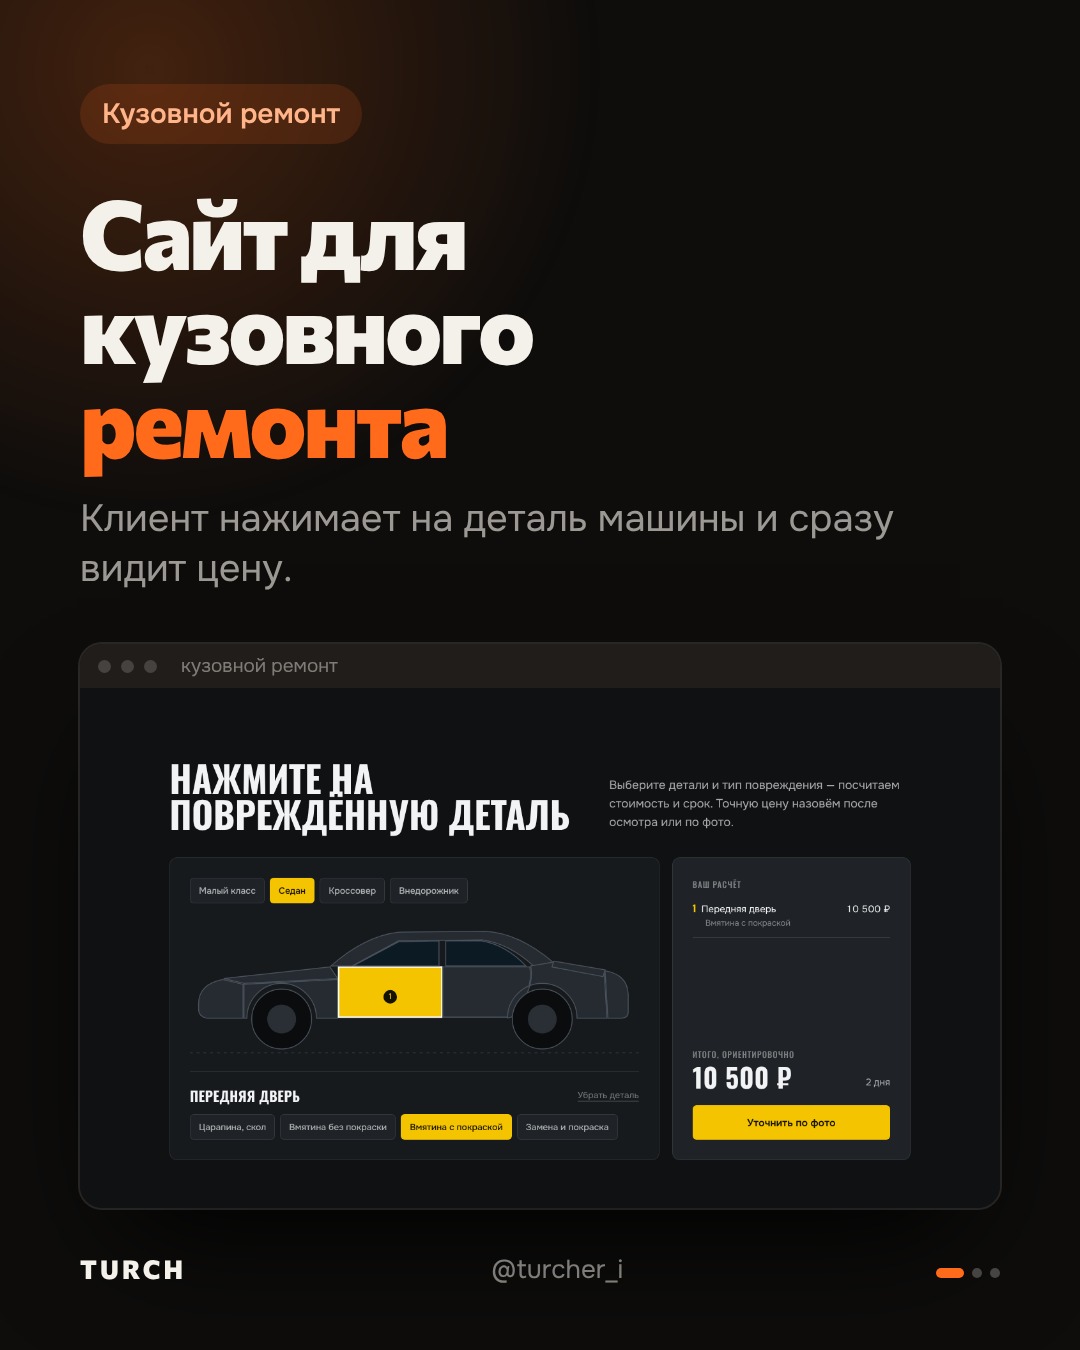 Кузовной ремонт
Сайт для
кузовного
ремонта
Клиент нажимает на деталь машины и сразу
видит цену.
кузовной ремонт
НАЖМИТЕ НА
ПОВРЕЖДЁННУЮ ДЕТАЛЬ
Выберите детали и тип повреждения — посчитаем
стоимость и срок. Точную цену назовём после
осмотра или по фото.
Малый класс Седан Кроссовер Внедорожник
1
ПЕРЕДНЯЯ ДВЕРЬ Убрать деталь
Царапина, скол Вмятина без покраски Вмятина с покраской Замена и покраска
ВАШ РАСЧЁТ
1 Передняя дверь 10 500 ₽
Вмятина с покраской
ИТОГО, ОРИЕНТИРОВОЧНО
10 500 ₽ 2 дня
Уточнить по фото
TURCH @turcher_i